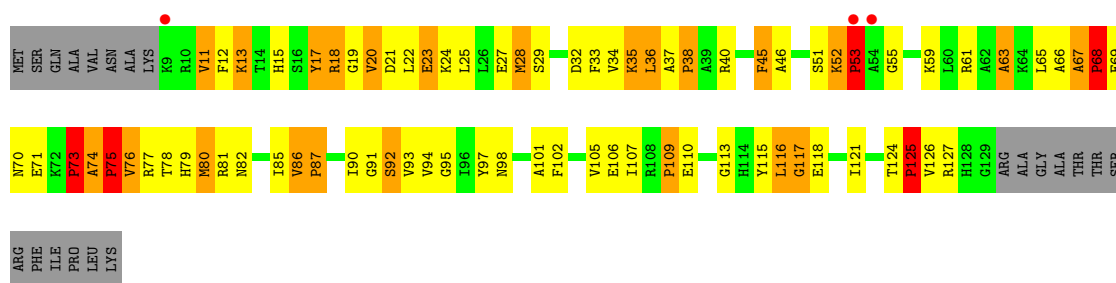 MET SER GLN ALA VAL ASN ALA LYS K9 R10 V11 F12 K13 T14 H15 S16 Y17 R18 G19 V20 D21 L22 E23 K24 L25 L26 E27 M28 S29 D32 F33 V34 K35 L36 A37 P38 A39 R40 F45 A46 S51 K52 P53 A54 G55 K59 L60 R61 A62 A63 K64 L65 A66 A67 P68 E69
N70 E71 K72 P73 A74 P75 V76 R77 T78 H79 M80 R81 N82 I85 V86 P87 I90 G91 S92 V93 V94 G95 I96 Y97 N98 A101 F102 V105 E106 I107 R108 P109 E110 G113 H114 Y115 L116 G117 E118 I121 T124 P125 V126 R127 H128 G129 ARG ALA GLY ALA THR THR SER
ARG PHE ILE PRO LEU LYS